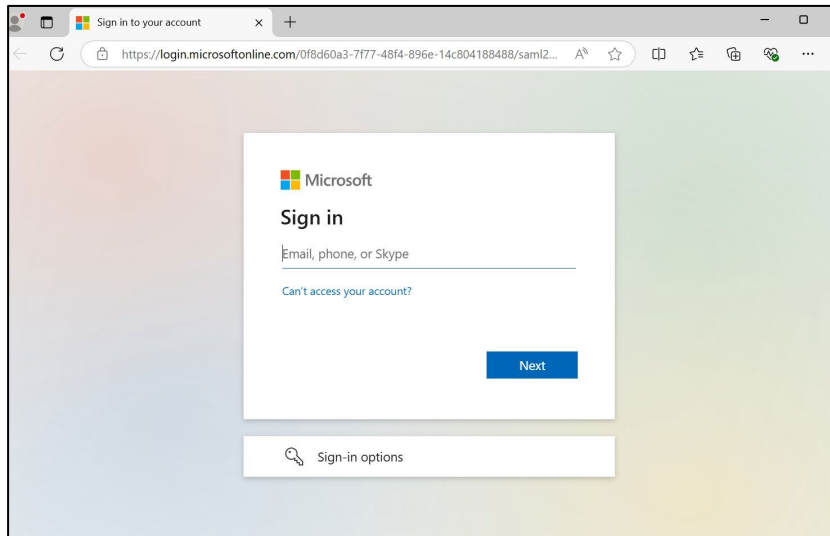 Sign in to your account
https://login.microsoftonline.com/0f8d60a3-7f77-48f4-896e-14c804188488/saml2...
Microsoft
Sign in
Email, phone, or Skype
Can't access your account?
Next
Sign-in options